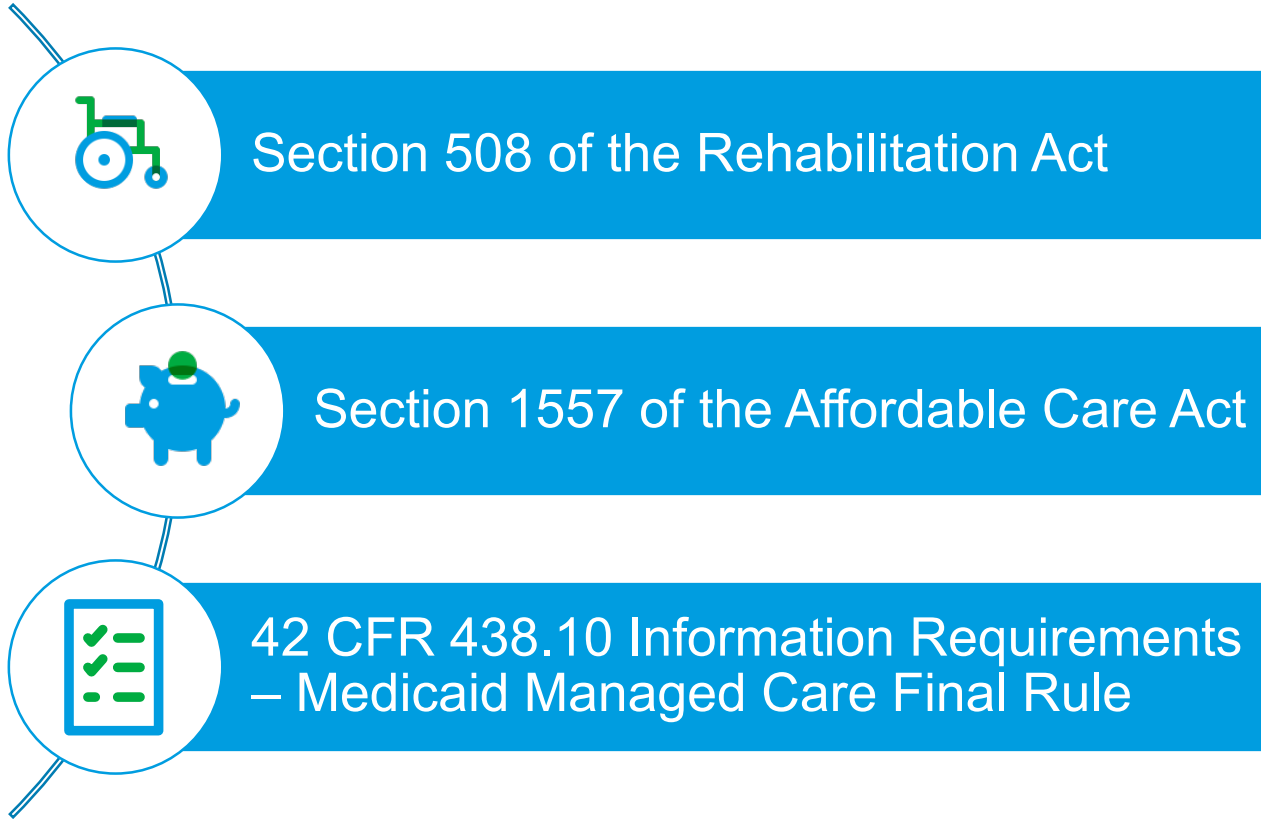 Section 508 of the Rehabilitation Act
Section 1557 of the Affordable Care Act
42 CFR 438.10 Information Requirements
– Medicaid Managed Care Final Rule